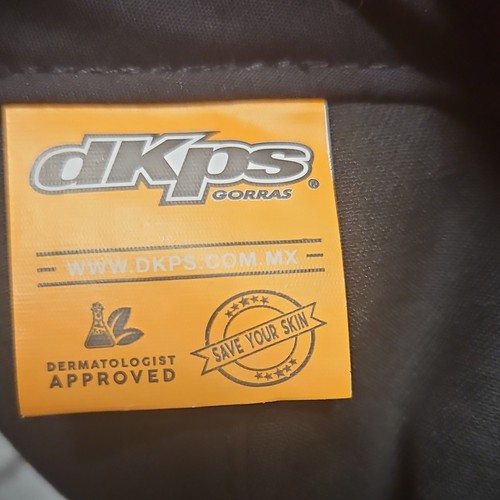 dKps
GORRAS®
WWW.DKPS.COM.MX
DERMATOLOGIST
APPROVED
SAVE YOUR SKIN